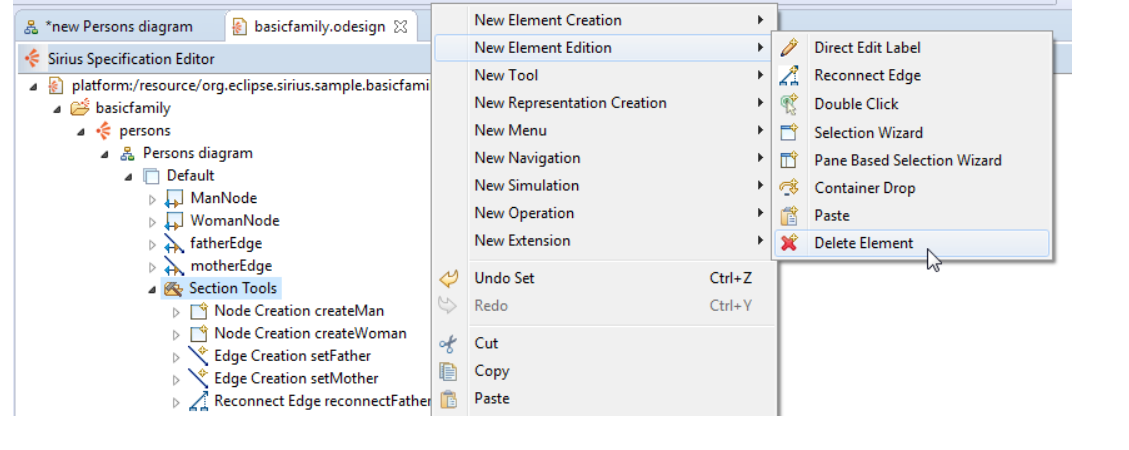 *new Persons diagram
basicfamily.odesign
Sirius Specification Editor
platform:/resource/org.eclipse.sirius.sample.basicfami
basicfamily
persons
Persons diagram
Default
ManNode
WomanNode
fatherEdge
motherEdge
Section Tools
Node Creation createMan
Node Creation createWoman
Edge Creation setFather
Edge Creation setMother
Reconnect Edge reconnectFather
New Element Creation
New Element Edition
New Tool
New Representation Creation
New Menu
New Navigation
New Simulation
New Operation
New Extension
Undo Set Ctrl+Z
Redo Ctrl+Y
Cut
Copy
Paste
Direct Edit Label
Reconnect Edge
Double Click
Selection Wizard
Pane Based Selection Wizard
Container Drop
Paste
Delete Element